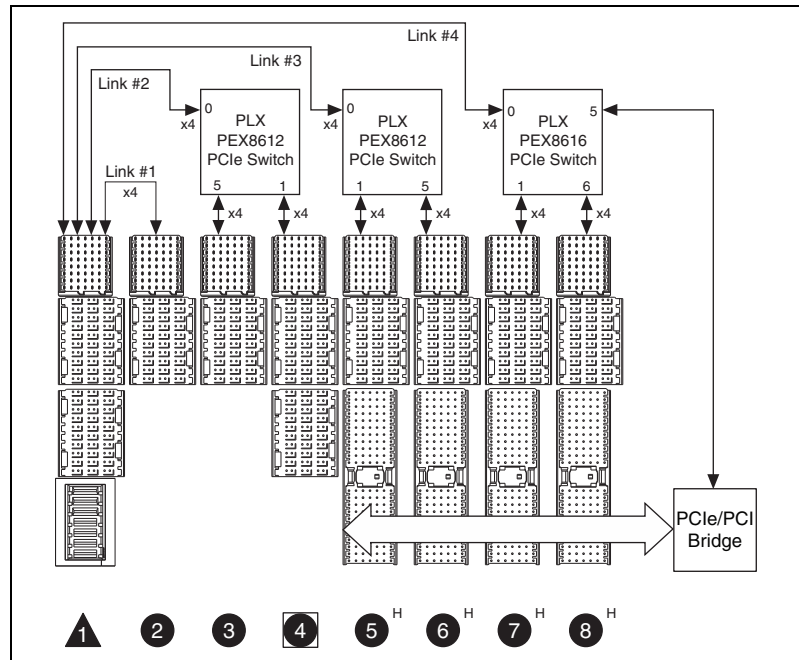 Link #4
Link #3
Link #2
Link #1
x4
0
x4
PLX
PEX8612
PCIe Switch
5
1
x4
x4
0
x4
PLX
PEX8612
PCIe Switch
1
5
x4
x4
0
5
x4
PLX
PEX8616
PCIe Switch
1
6
x4
x4
PCIe/PCI
Bridge
1
2
3
4
5 H
6 H
7 H
8 H